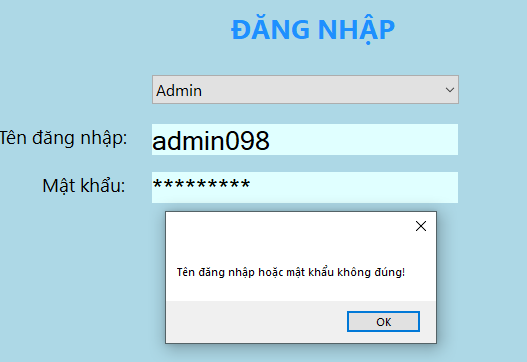 ĐĂNG NHẬP
Admin
Tên đăng nhập: admin098
Mật khẩu: *********
Tên đăng nhập hoặc mật khẩu không đúng!
OK